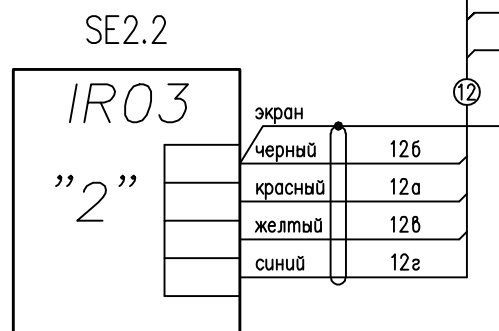 SE2.2
IR03
"2"
12
экран
черный 12б
красный 12а
желтый 12в
синий 12г